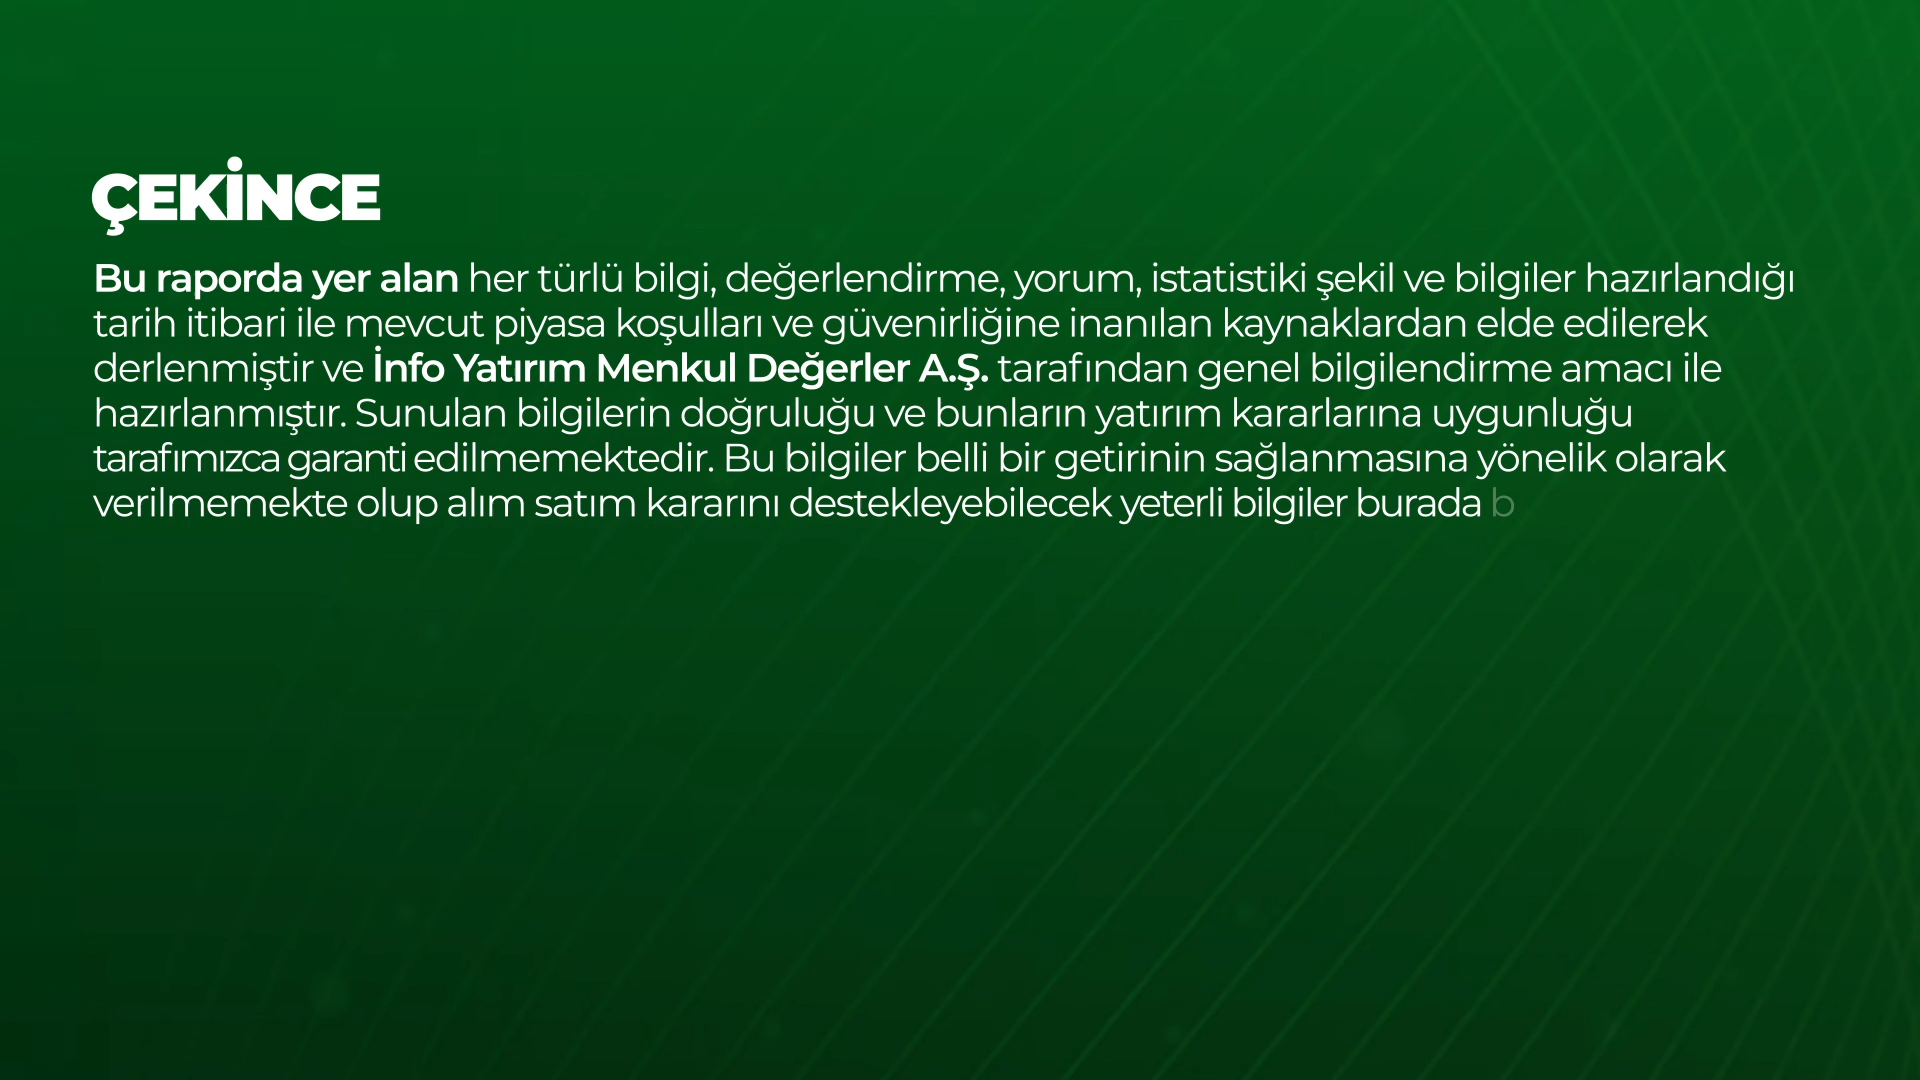 ÇEKİNCE
Bu raporda yer alan her türlü bilgi, değerlendirme, yorum, istatistiki şekil ve bilgiler hazırlandığı
tarih itibari ile mevcut piyasa koşulları ve güvenirliğine inanılan kaynaklardan elde edilerek
derlenmiştir ve İnfo Yatırım Menkul Değerler A.Ş. tarafından genel bilgilendirme amacı ile
hazırlanmıştır. Sunulan bilgilerin doğruluğu ve bunların yatırım kararlarına uygunluğu
tarafımızca garanti edilmemektedir. Bu bilgiler belli bir getirinin sağlanmasına yönelik olarak
verilmemekte olup alım satım kararını destekleyebilecek yeterli bilgiler burada b